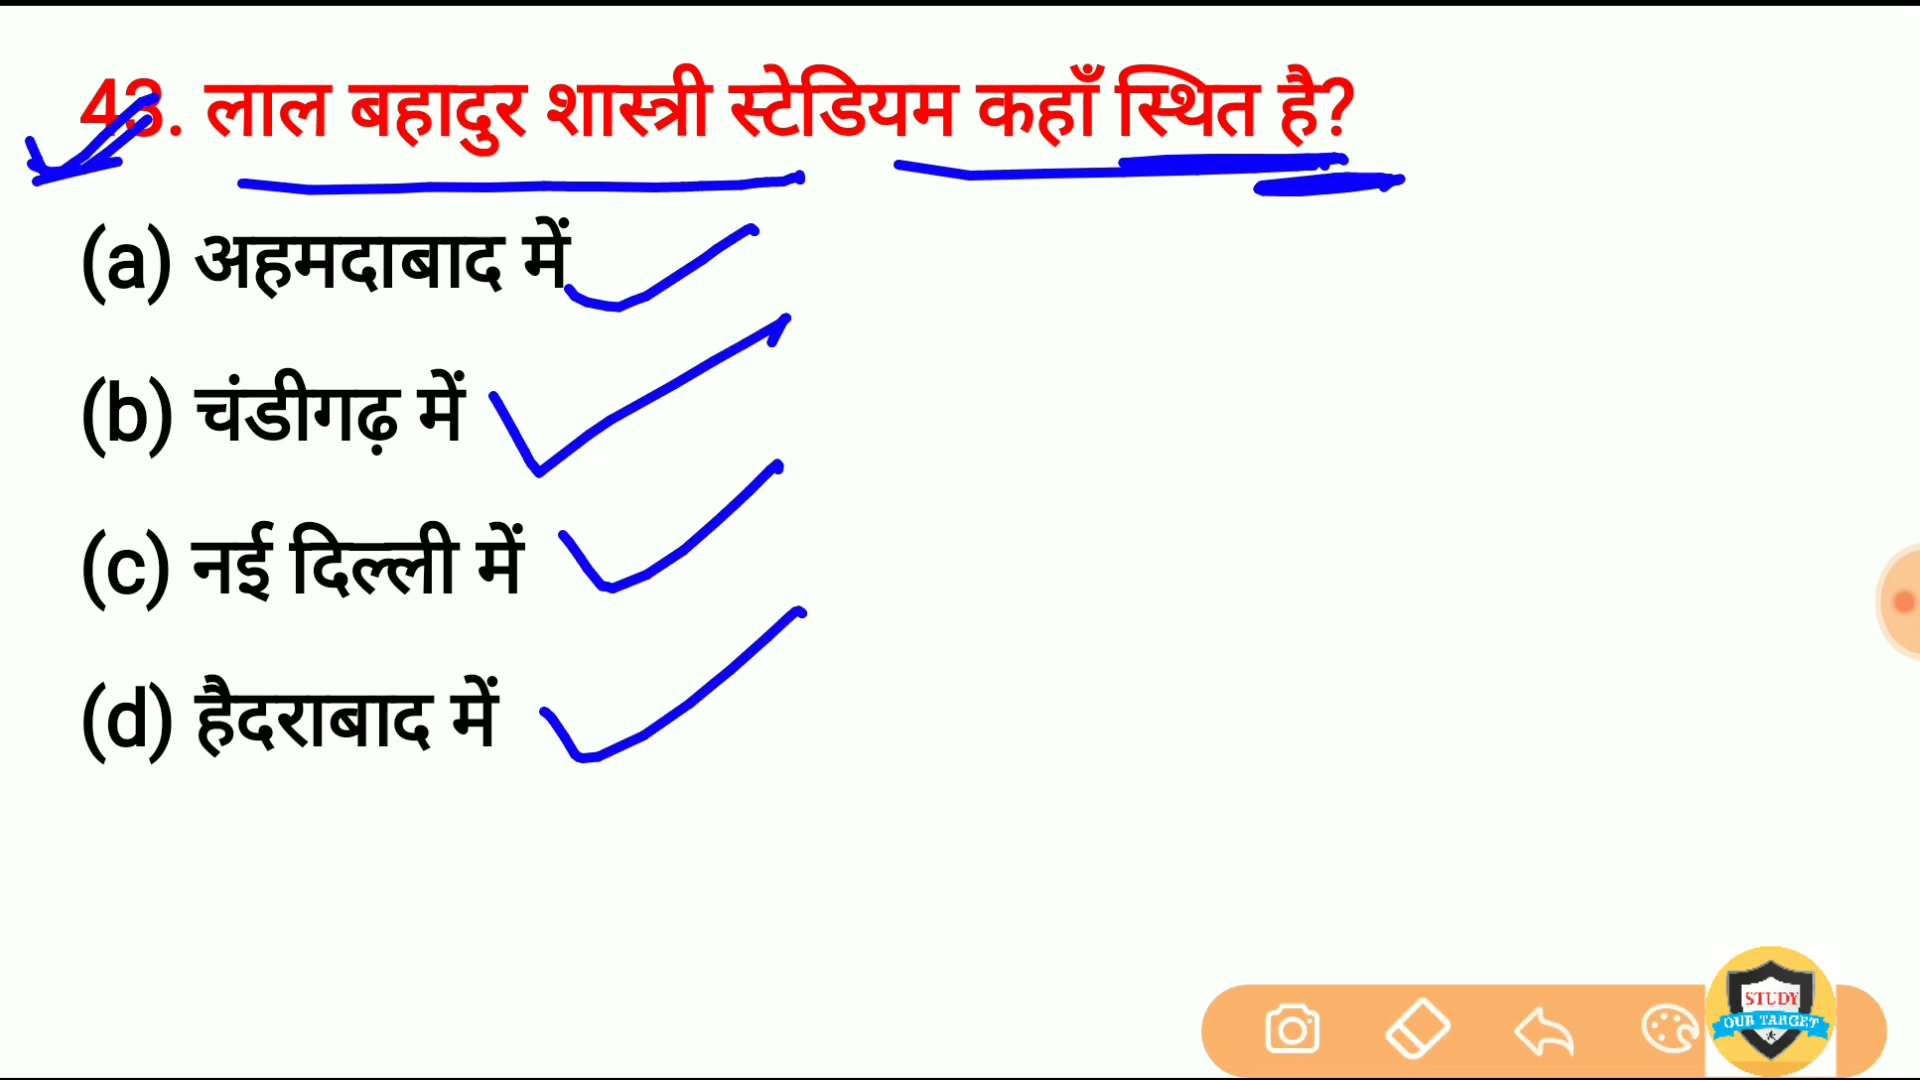 43. लाल बहादुर शास्त्री स्टेडियम कहाँ स्थित है?
(a) अहमदाबाद में
(b) चंडीगढ़ में
(c) नई दिल्ली में
(d) हैदराबाद में
STUDY
OUR TARGET